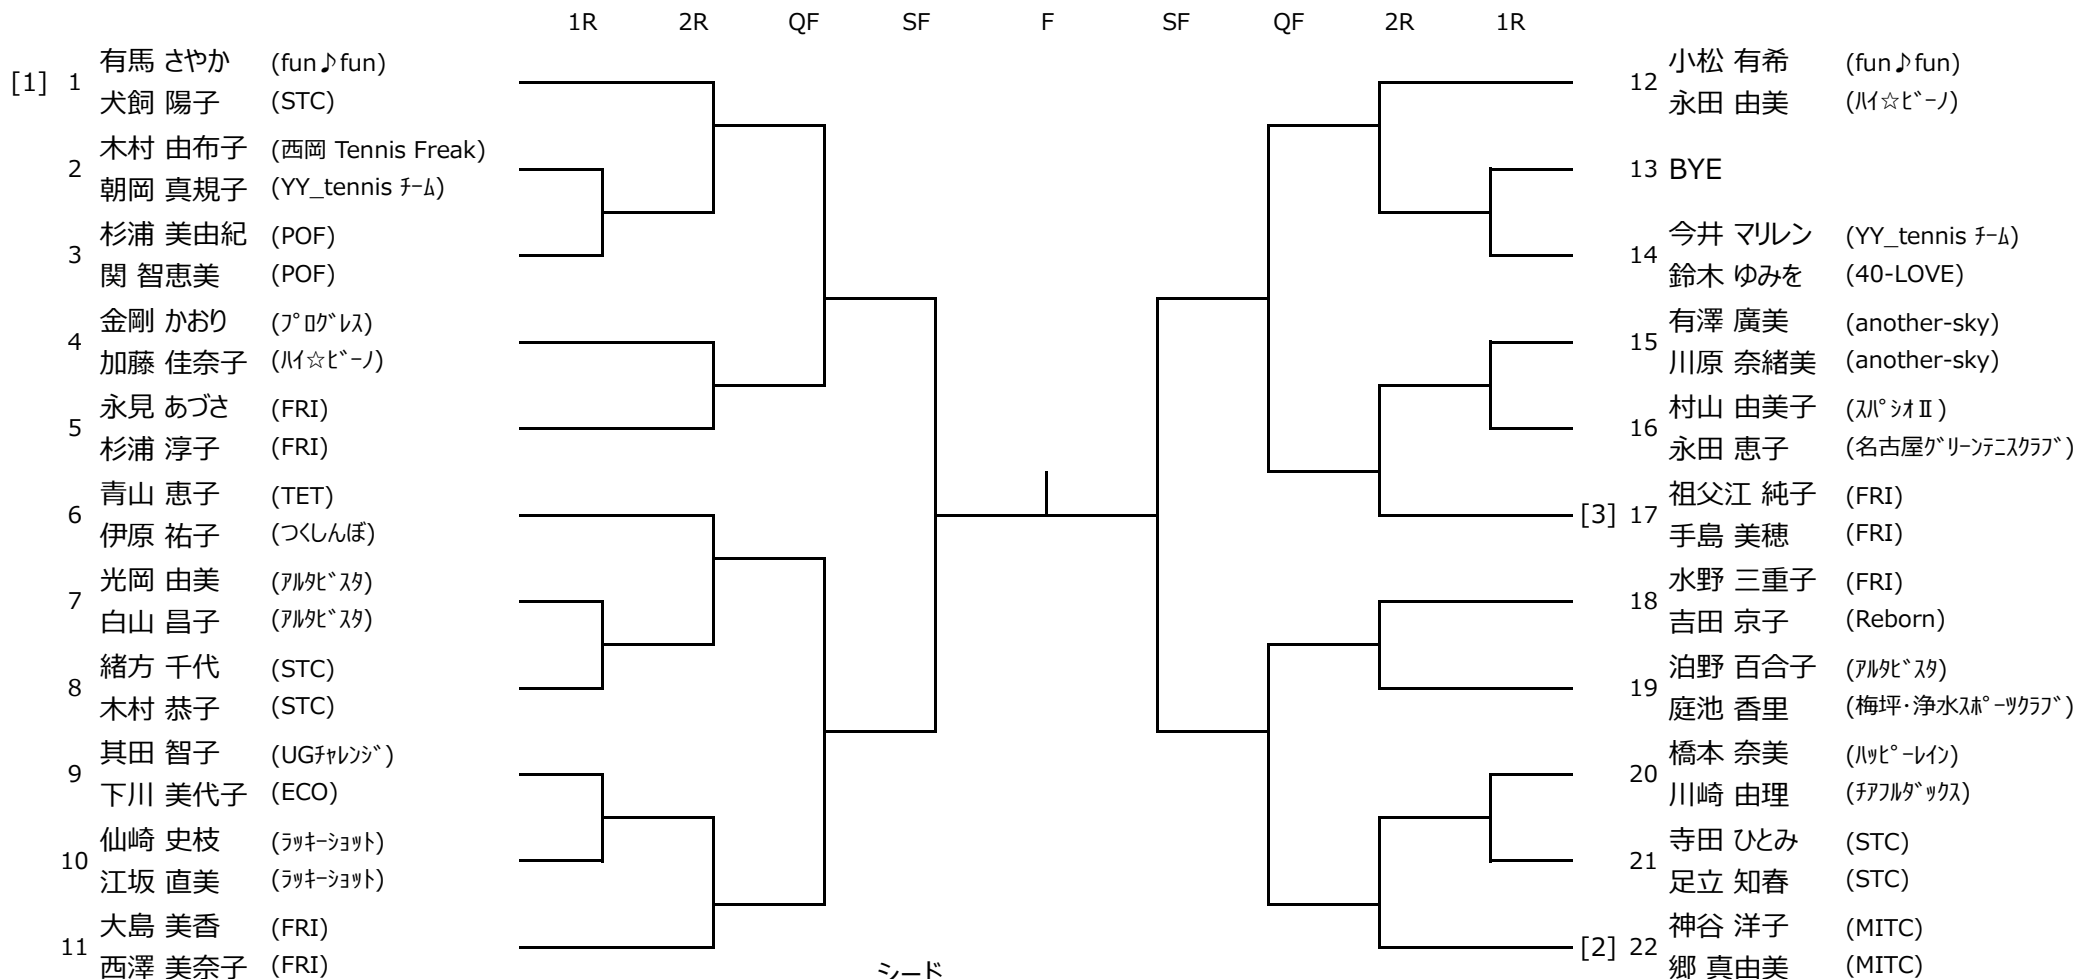 1R 2R QF SF F SF QF 2R 1R
[1] 1 有馬 さやか (fun♪fun)
犬飼 陽子 (STC)
2 木村 由布子 (西岡 Tennis Freak)
朝岡 真規子 (YY_tennis ﾁｰﾑ)
3 杉浦 美由紀 (POF)
関 智恵美 (POF)
4 金剛 かおり (ﾌﾟﾛｸﾞﾚｽ)
加藤 佳奈子 (ﾊｲ☆ﾋﾞｰﾉ)
5 永見 あづさ (FRI)
杉浦 淳子 (FRI)
6 青山 恵子 (TET)
伊原 祐子 (つくしんぼ)
7 光岡 由美 (ｱﾙﾀﾋﾞｽﾀ)
白山 昌子 (ｱﾙﾀﾋﾞｽﾀ)
8 緒方 千代 (STC)
木村 恭子 (STC)
9 其田 智子 (UGﾁｬﾚﾝｼﾞ)
下川 美代子 (ECO)
10 仙崎 史枝 (ﾗｯｷｰｼｮｯﾄ)
江坂 直美 (ﾗｯｷｰｼｮｯﾄ)
11 大島 美香 (FRI)
西澤 美奈子 (FRI)
12 小松 有希 (fun♪fun)
永田 由美 (ﾊｲ☆ﾋﾞｰﾉ)
13 BYE
14 今井 マリレン (YY_tennis ﾁｰﾑ)
鈴木 ゆみを (40-LOVE)
15 有澤 廣美 (another-sky)
川原 奈緒美 (another-sky)
16 村山 由美子 (ｽﾊﾟｼｵⅡ)
永田 恵子 (名古屋ｸﾞﾘｰﾝﾃﾆｽｸﾗﾌﾞ)
[3] 17 祖父江 純子 (FRI)
手島 美穂 (FRI)
18 水野 三重子 (FRI)
吉田 京子 (Reborn)
19 泊野 百合子 (ｱﾙﾀﾋﾞｽﾀ)
庭池 香里 (梅坪･浄水ｽﾎﾟｰﾂｸﾗﾌﾞ)
20 橋本 奈美 (ﾊｯﾋﾟｰﾚｲﾝ)
川崎 由理 (ﾁｱﾌﾙﾀﾞｯｸｽ)
21 寺田 ひとみ (STC)
足立 知春 (STC)
[2] 22 神谷 洋子 (MITC)
郷 真由美 (MITC)
シード